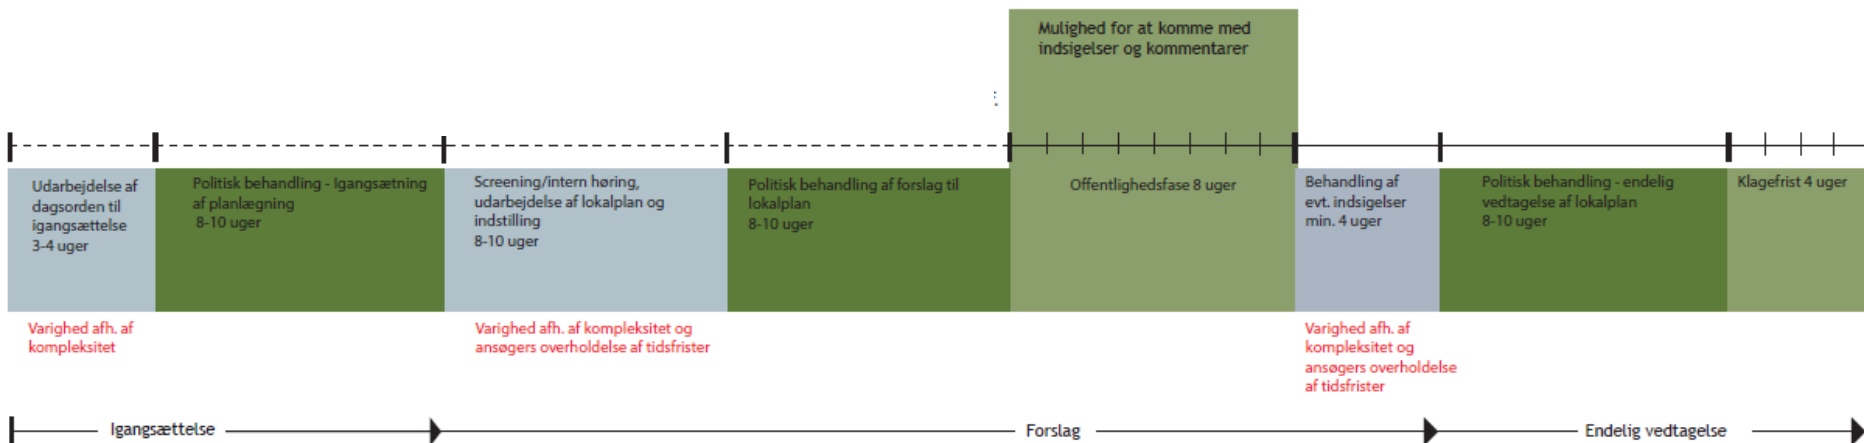 Mulighed for at komme med
indsigelser og kommentarer
Udarbejdelse af
dagsorden til
igangsættelse
3-4 uger
Politisk behandling - Igangsætning
af planlægning
8-10 uger
Screening/intern høring,
udarbejdelse af lokalplan og
indstilling
8-10 uger
Politisk behandling af forslag til
lokalplan
8-10 uger
Offentlighedsfase 8 uger
Behandling af
evt. indsigelser
min. 4 uger
Politisk behandling - endelig
vedtagelse af lokalplan
8-10 uger
Klagefrist 4 uger
Varighed afh. af
kompleksitet
Varighed afh. af kompleksitet og
ansøgers overholdelse af tidsfrister
Varighed afh. af
kompleksitet og
ansøgers overholdelse
af tidsfrister
Igangsættelse
Forslag
Endelig vedtagelse